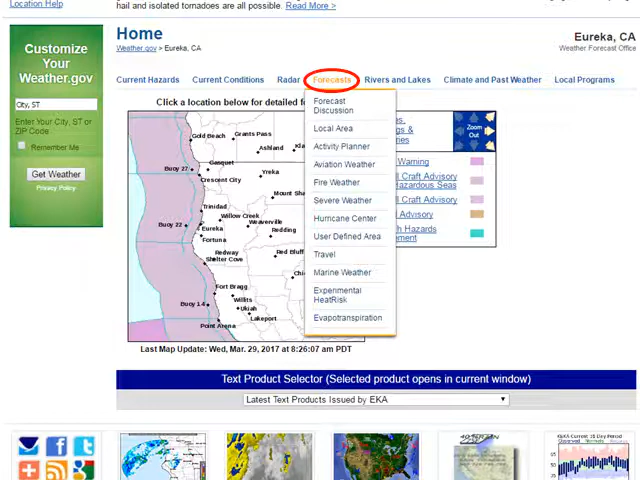 hail and isolated tornadoes are all possible. Read More >
Location Help
Home
Weather.gov > Eureka, CA
Eureka, CA
Weather Forecast Office
Customize
Your
Weather.gov
City, ST
Enter Your City, ST or
ZIP Code
Remember Me
Get Weather
Privacy Policy
Current Hazards Current Conditions Radar Forecasts Rivers and Lakes Climate and Past Weather Local Programs
Click a location below for detailed
Forecast
Discussion
Local Area
Activity Planner
Aviation Weather
Fire Weather
Severe Weather
Hurricane Center
User Defined Area
Travel
Marine Weather
Experimental
HeatRisk
Evapotranspiration
Zoom
Out
Warning
Craft Advisory
Hazardous Seas
Craft Advisory
Advisory
Gold Beach
Grants Pass
Ashland
Buoy 27
Gasquet
Crescent City
Yreka
Mount Sha
Trinidad
Willow Creek
Weaverville
Buoy 22
Eureka
Redding
Fortuna
Redway
Shelter Cove
Red Bluff
Fort Bragg
Willits
Buoy 14
Ukiah
Lakeport
Point Arena
Last Map Update: Wed, Mar. 29, 2017 at 8:26:07 am PDT
Text Product Selector (Selected product opens in current window)
Latest Text Products Issued by EKA